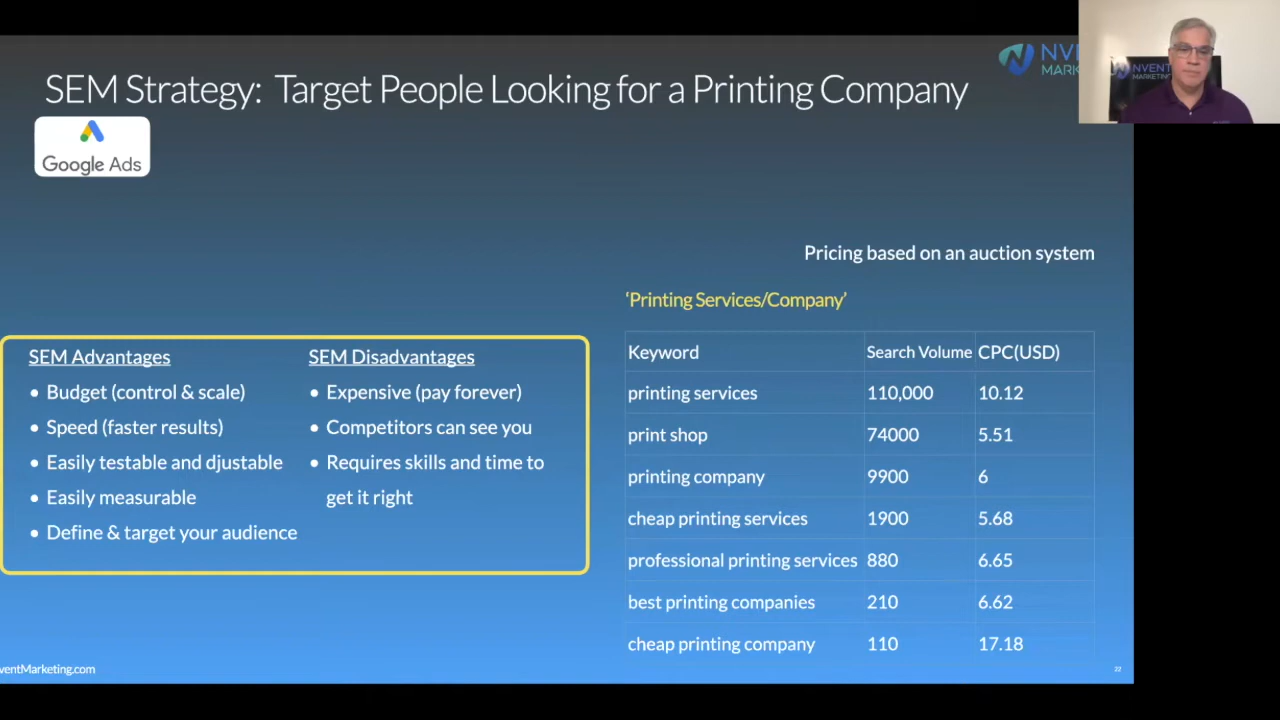 SEM Strategy: Target People Looking for a Printing Company
NVENT
MARKETING
Google Ads
Pricing based on an auction system
'Printing Services/Company'
SEM Advantages
• Budget (control & scale)
• Speed (faster results)
• Easily testable and djustable
• Easily measurable
• Define & target your audience
SEM Disadvantages
• Expensive (pay forever)
• Competitors can see you
• Requires skills and time to
get it right
Keyword Search Volume CPC(USD)
printing services 110,000 10.12
print shop 74000 5.51
printing company 9900 6
cheap printing services 1900 5.68
professional printing services 880 6.65
best printing companies 210 6.62
cheap printing company 110 17.18
ventMarketing.com
22